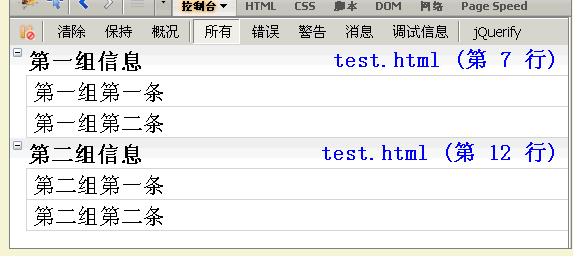 控制台 HTML CSS 脚本 DOM 网络 Page Speed
清除 保持 概况 所有 错误 警告 消息 调试信息 jQuerify
第一组信息 test.html (第 7 行)
第一组第一条
第一组第二条
第二组信息 test.html (第 12 行)
第二组第一条
第二组第二条